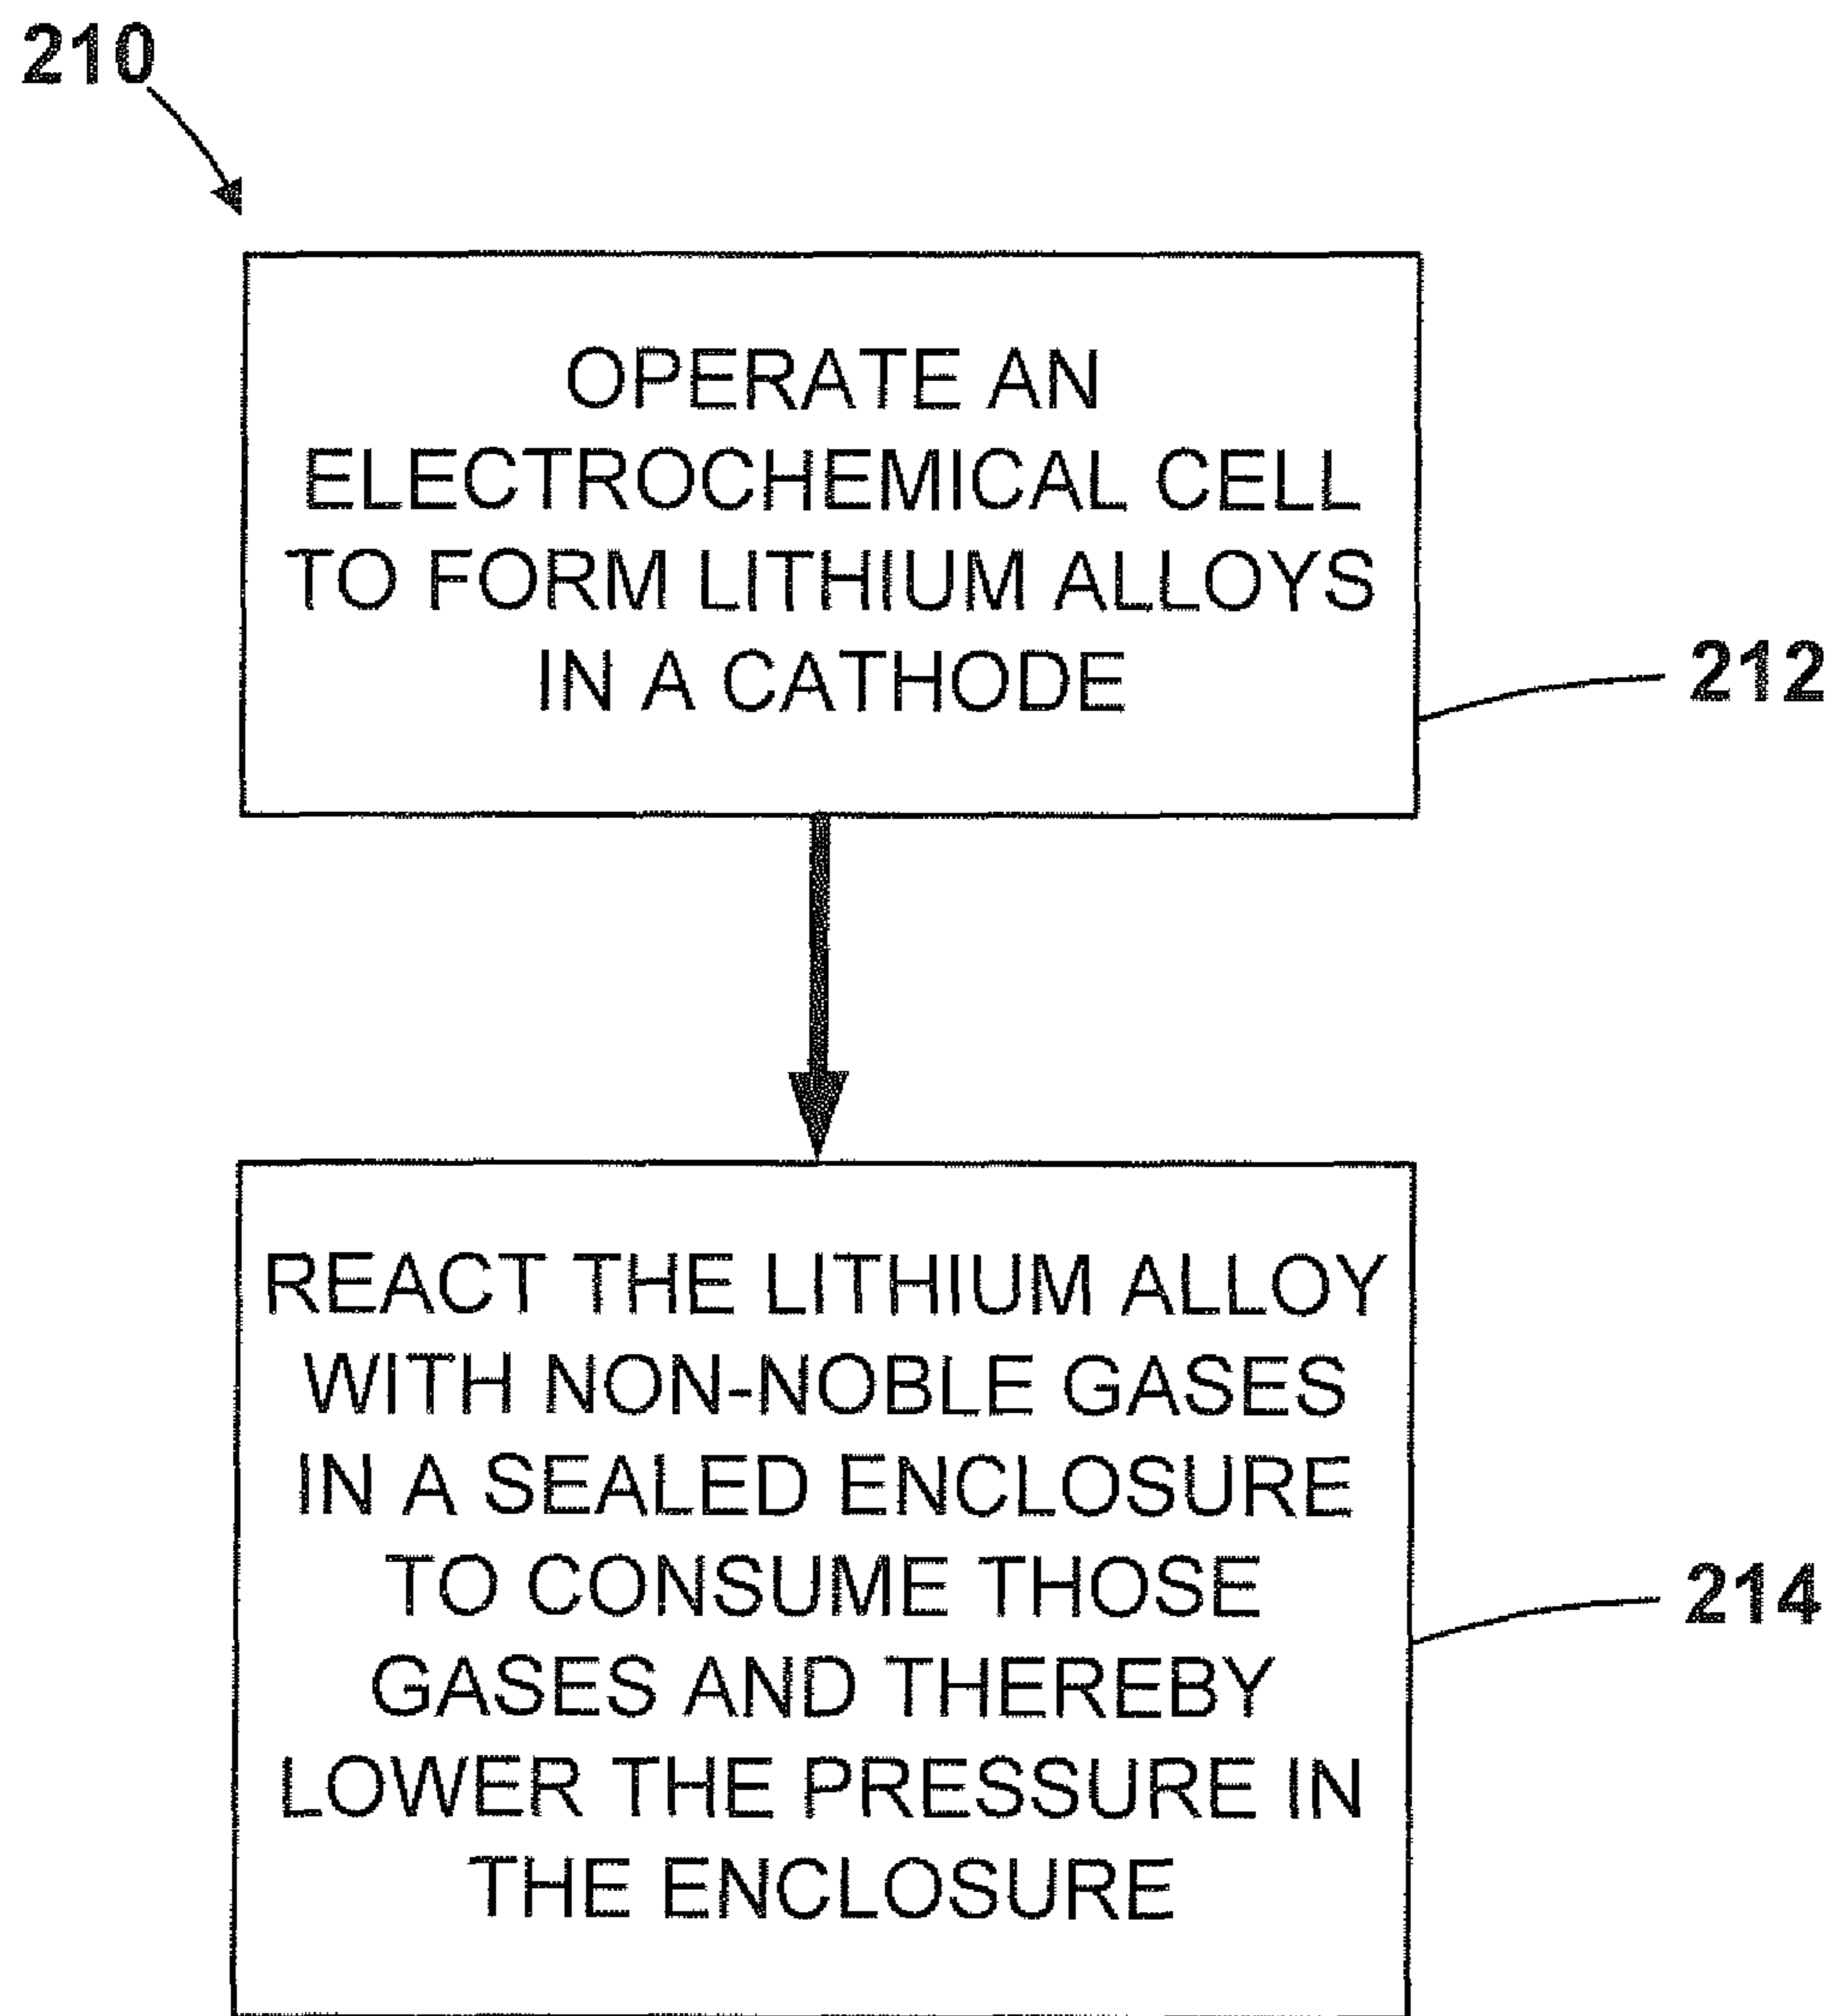 210
OPERATE AN
ELECTROCHEMICAL CELL
TO FORM LITHIUM ALLOYS
IN A CATHODE
212
REACT THE LITHIUM ALLOY
WITH NON-NOBLE GASES
IN A SEALED ENCLOSURE
TO CONSUME THOSE
GASES AND THEREBY
LOWER THE PRESSURE IN
THE ENCLOSURE
214